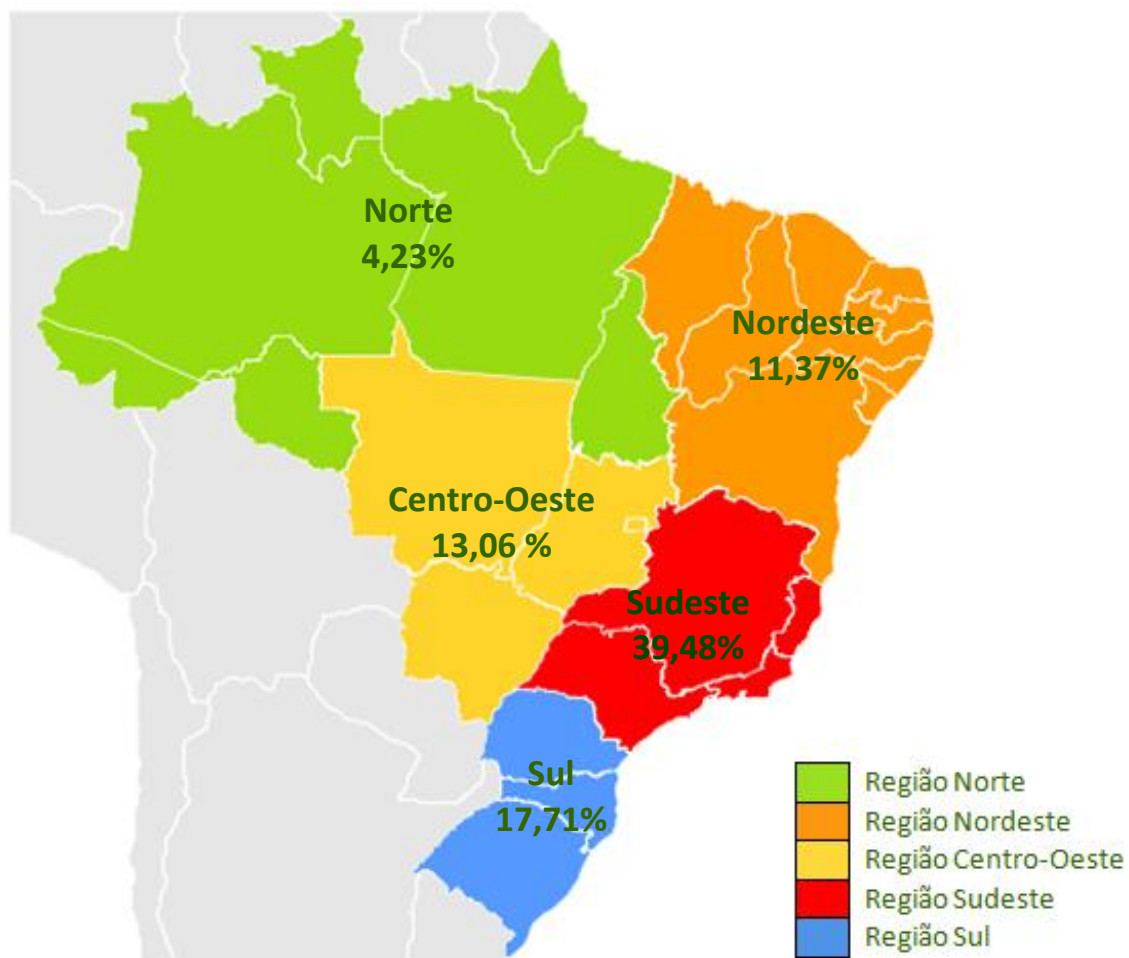 Norte
4,23%
Nordeste
11,37%
Centro-Oeste
13,06 %
Sudeste
39,48%
Sul
17,71%
Região Norte
Região Nordeste
Região Centro-Oeste
Região Sudeste
Região Sul